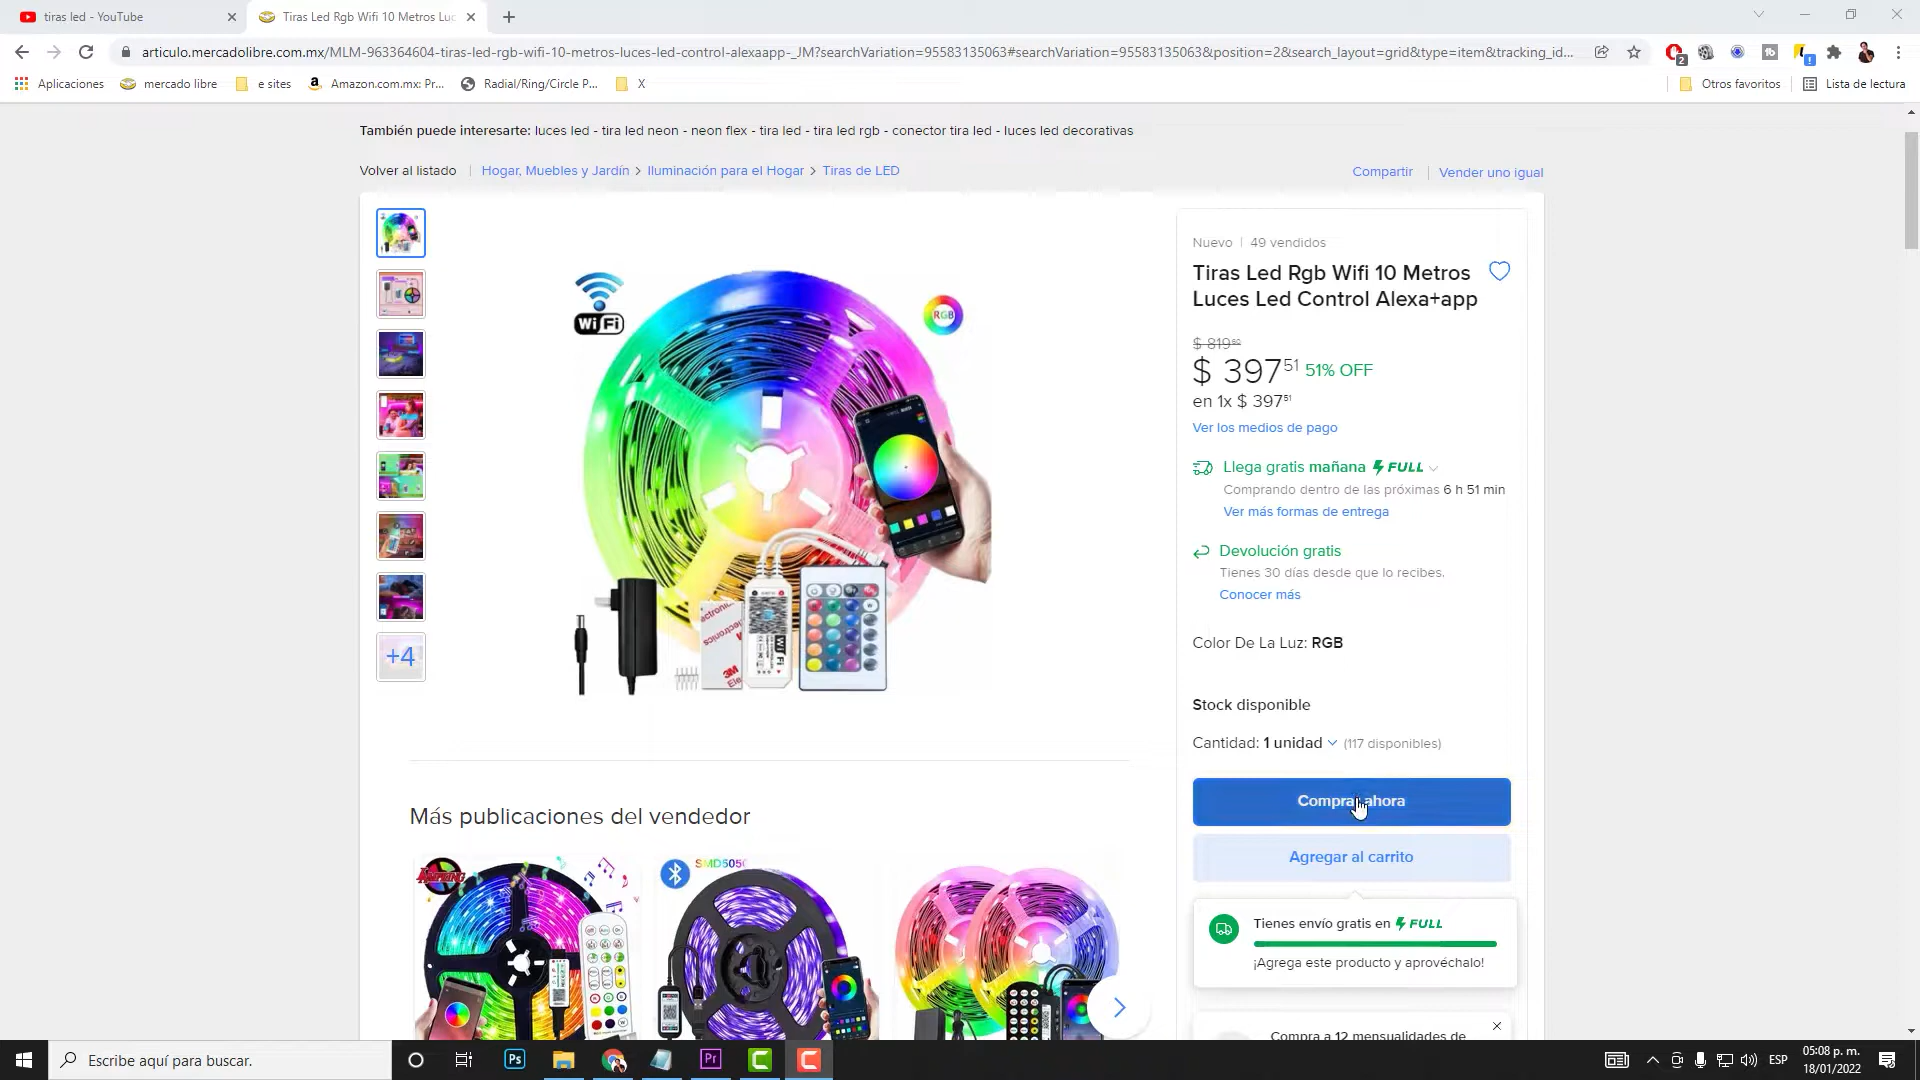 tiras led - YouTube
Tiras Led Rgb Wifi 10 Metros Luc
articulo.mercadolibre.com.mx/MLM-963364604-tiras-led-rgb-wifi-10-metros-luces-led-control-alexaapp-_JM?searchVariation=95583135063#searchVariation=95583135063&position=2&search_layout=grid&type=item&tracking_id...
Aplicaciones
mercado libre
e sites
Amazon.com.mx: Pr...
Radial/Ring/Circle P...
X
Otros favoritos
Lista de lectura
También puede interesarte: luces led - tira led neon - neon flex - tira led - tira led rgb - conector tira led - luces led decorativas
Volver al listado
Hogar, Muebles y Jardín > Iluminación para el Hogar > Tiras de LED
Compartir
Vender uno igual
WiFi
RGB
WiFi
3M
+4
Nuevo | 49 vendidos
Tiras Led Rgb Wifi 10 Metros
Luces Led Control Alexa+app
$ 397 51 51% OFF
en 1x $ 397 51
Ver los medios de pago
Llega gratis mañana FULL
Comprando dentro de las próximas 6 h 51 min
Ver más formas de entrega
Devolución gratis
Tienes 30 días desde que lo recibes.
Conocer más
Color De La Luz: RGB
Stock disponible
Cantidad: 1 unidad (117 disponibles)
Comprar ahora
Agregar al carrito
Tienes envío gratis en FULL
¡Agrega este producto y aprovéchalo!
Compra a 12 mensualidades de
Más publicaciones del vendedor
SMD5050
Escribe aquí para buscar.
Ps
Pr
ESP
05:08 p. m.
18/01/2022